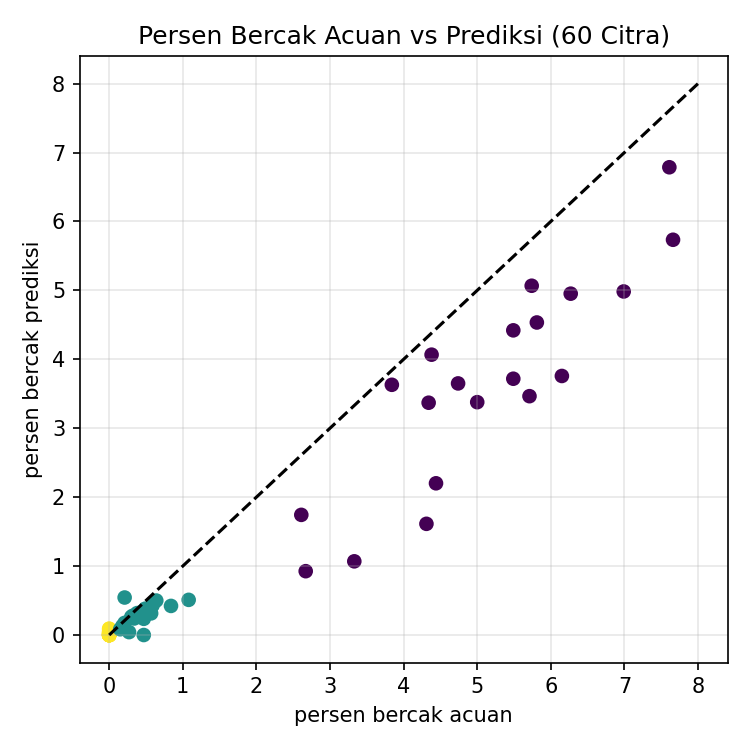 Persen Bercak Acuan vs Prediksi (60 Citra)
8
7
6
5
4
3
2
1
0
persen bercak prediksi
0 1 2 3 4 5 6 7 8
persen bercak acuan